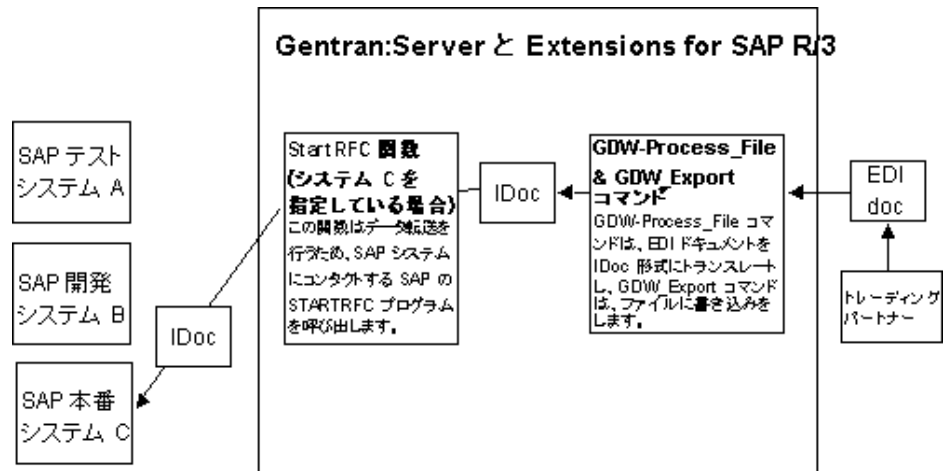 Gentran:Server と Extensions for SAP R/3
SAP テスト
システム A
SAP 開発
システム B
SAP 本番
システム C
IDoc
StartRFC 関数
(システム C を
指定している場合)
この関数はデータ転送を
行うため、SAP システム
にコンタクトする SAP の
STARTRFC プログラム
を呼び出します。
IDoc
GDW-Process_File
& GDW_Export
コマンド
GDW-Process_File コマ
ンドは、EDI ドキュメントを
IDoc 形式にトランスレート
し、GDW_Export コマンド
は、ファイルに書き込みを
します。
EDI
doc
トレーディング
パートナー